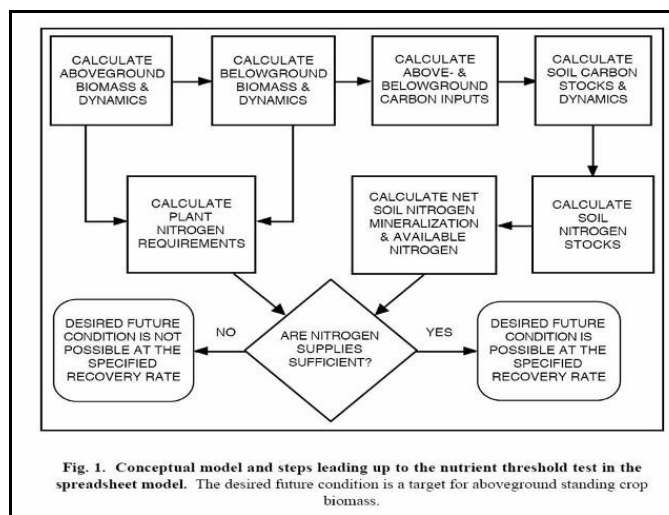 CALCULATE
ABOVEGROUND
BIOMASS &
DYNAMICS
CALCULATE
BELOWGROUND
BIOMASS &
DYNAMICS
CALCULATE
ABOVE- &
BELOWGROUND
CARBON INPUTS
CALCULATE
SOIL CARBON
STOCKS &
DYNAMICS
CALCULATE
PLANT
NITROGEN
REQUIREMENTS
CALCULATE NET
SOIL NITROGEN
MINERALIZATION
& AVAILABLE
NITROGEN
CALCULATE
SOIL
NITROGEN
STOCKS
DESIRED FUTURE
CONDITION IS NOT
POSSIBLE AT THE
SPECIFIED
RECOVERY RATE
NO
ARE NITROGEN
SUPPLIES
SUFFICIENT?
YES
DESIRED FUTURE
CONDITION IS
POSSIBLE AT THE
SPECIFIED
RECOVERY RATE
Fig. 1. Conceptual model and steps leading up to the nutrient threshold test in the
spreadsheet model. The desired future condition is a target for aboveground standing crop
biomass.